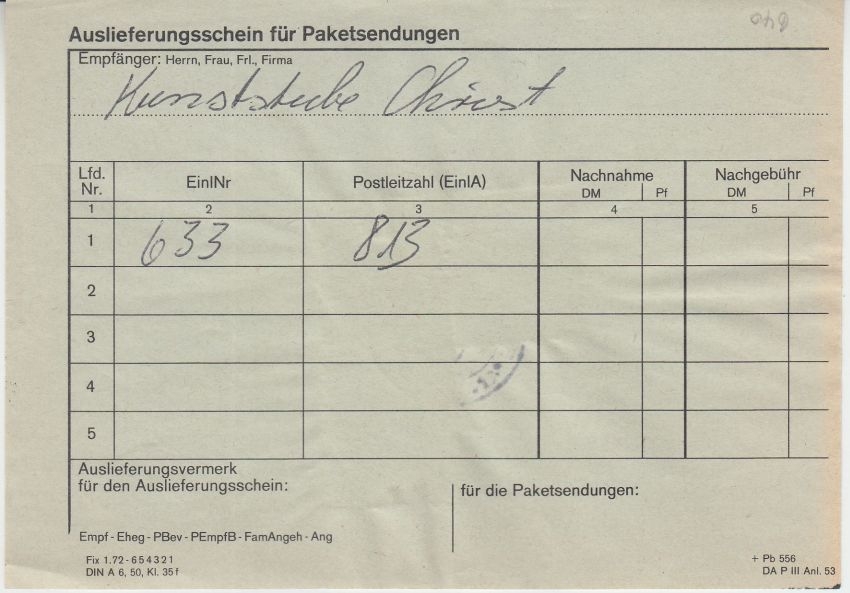 Auslieferungsschein für Paketsendungen
Empfänger: Herrn, Frau, Frl., Firma
Kunststube Christ
Lfd. Nr. EinlNr Postleitzahl (EinlA) Nachnahme DM Pf Nachgebühr DM Pf
1 2 3 4 5
1 633 813
2
3
4
5
Auslieferungsvermerk
für den Auslieferungsschein:
für die Paketsendungen:
Empf - Eheg - PBev - PEmpfB - FamAngeh - Ang
Fix 1.72 - 654321
DIN A 6, 50, Kl. 35 f
+ Pb 556
DA P III Anl. 53